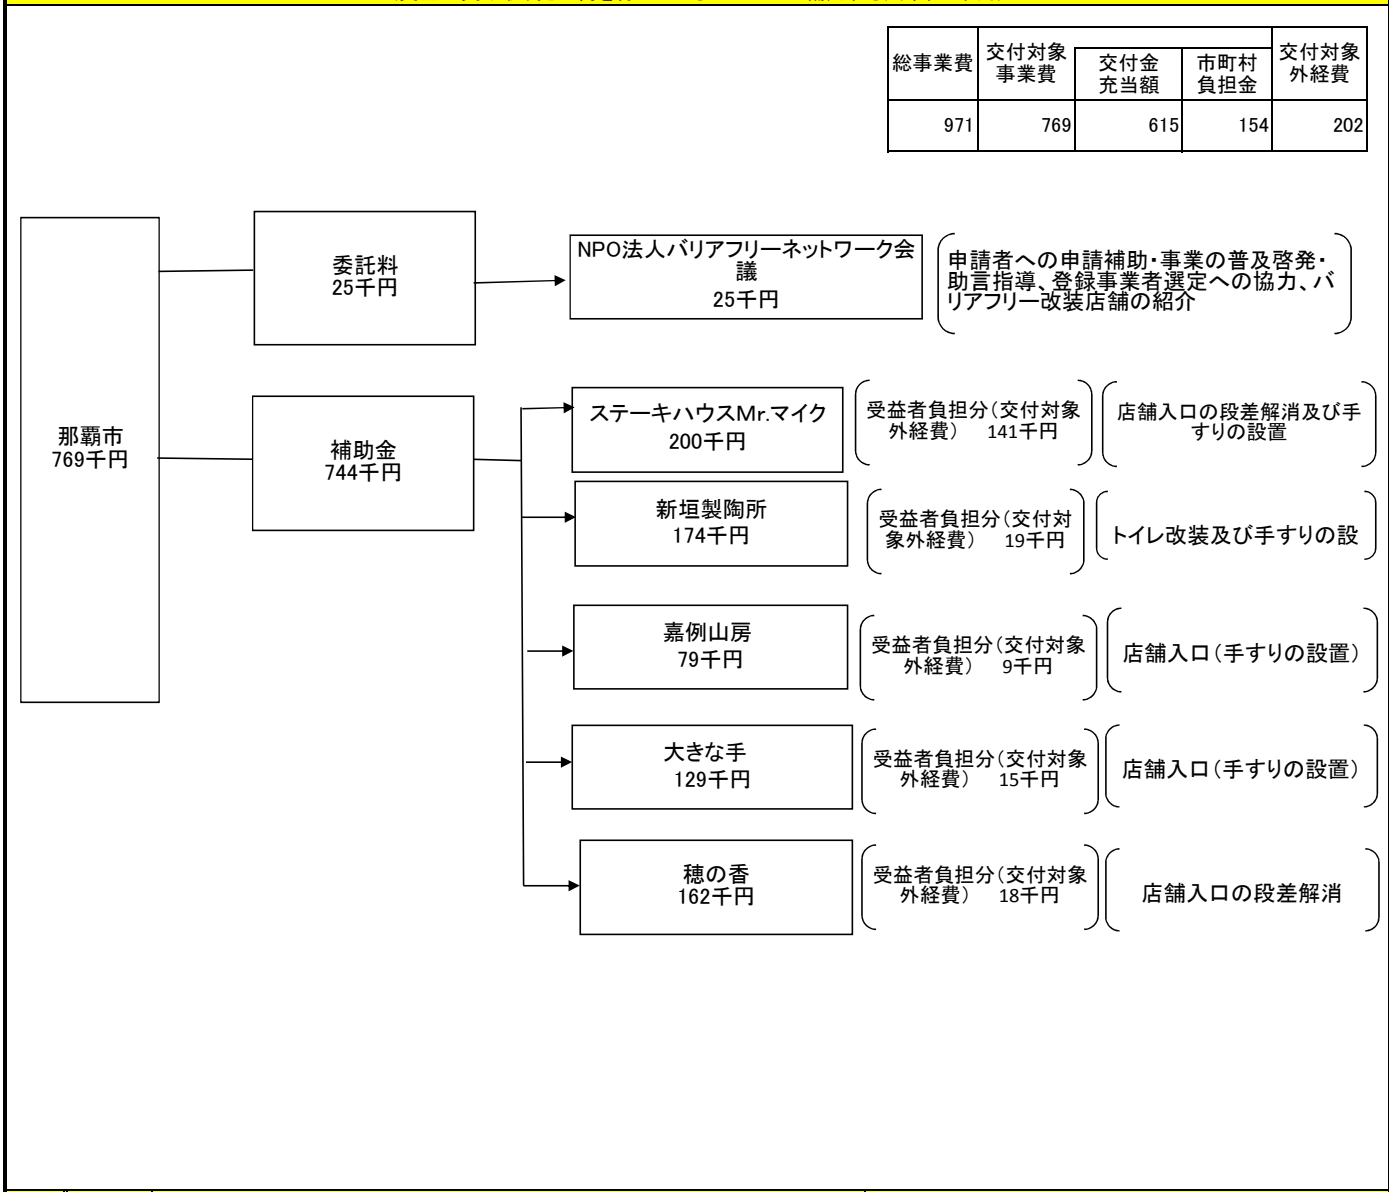 総事業費
交付対象
事業費
交付金
充当額
市町村
負担金
交付対象
外経費
971
769
615
154
202
那覇市
769千円
委託料
25千円
NPO法人バリアフリーネットワーク会
議
25千円
申請者への申請補助・事業の普及啓発・
助言指導、登録事業者選定への協力、バ
リアフリー改装店舗の紹介
補助金
744千円
ステーキハウスMr.マイク
200千円
受益者負担分(交付対象
外経費) 141千円
店舗入口の段差解消及び手
すりの設置
新垣製陶所
174千円
受益者負担分(交付対
象外経費) 19千円
トイレ改装及び手すりの設
嘉例山房
79千円
受益者負担分(交付対象
外経費) 9千円
店舗入口(手すりの設置)
大きな手
129千円
受益者負担分(交付対象
外経費) 15千円
店舗入口(手すりの設置)
穂の香
162千円
受益者負担分(交付対象
外経費) 18千円
店舗入口の段差解消